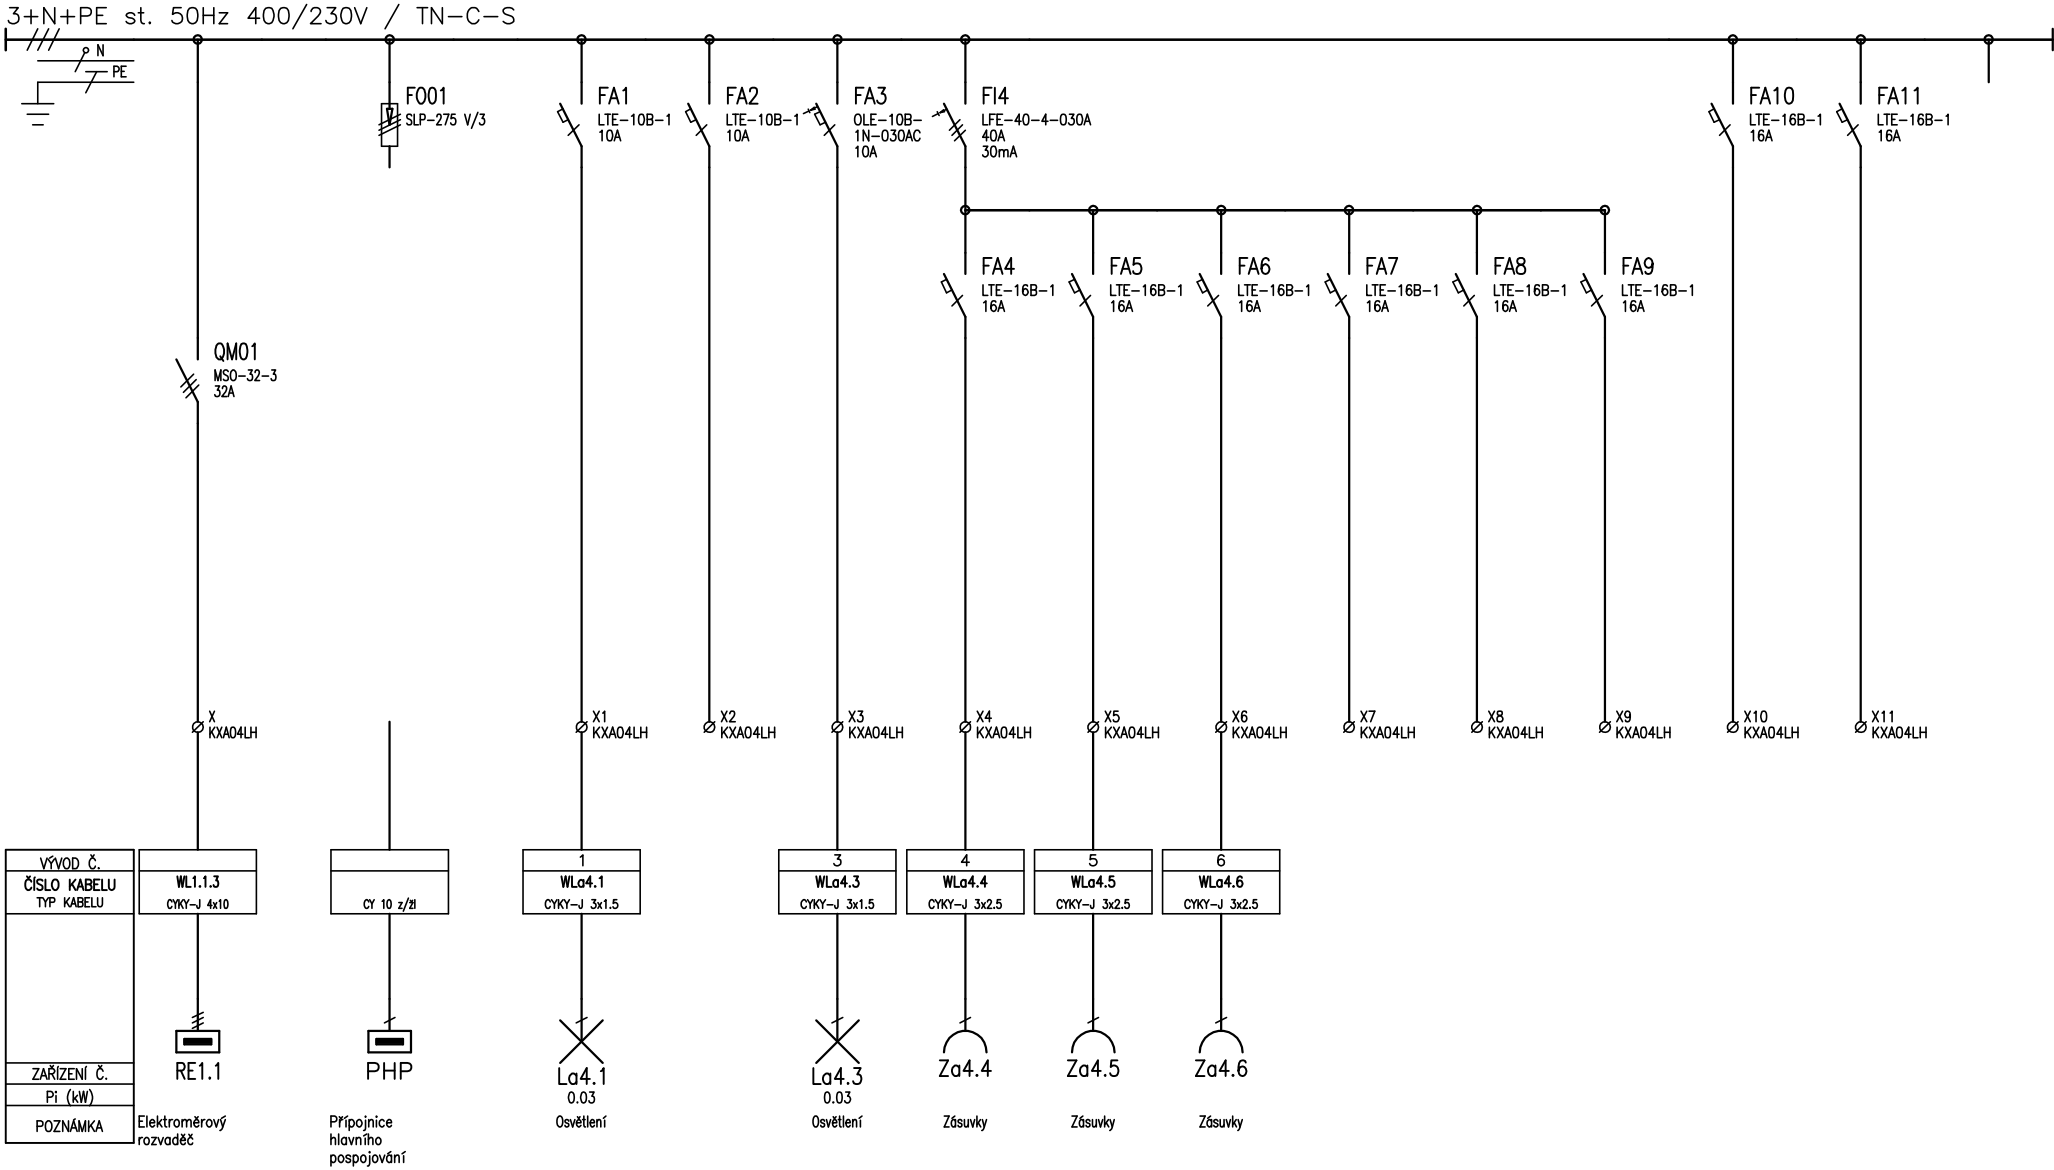 3+N+PE st. 50Hz 400/230V / TN-C-S
N
PE
FO01
SLP-275 V/3
FA1
LTE-10B-1
10A
FA2
LTE-10B-1
10A
FA3
OLE-10B-
1N-030AC
10A
FI4
LFE-40-4-030A
40A
30mA
FA10
LTE-16B-1
16A
FA11
LTE-16B-1
16A
FA4
LTE-16B-1
16A
FA5
LTE-16B-1
16A
FA6
LTE-16B-1
16A
FA7
LTE-16B-1
16A
FA8
LTE-16B-1
16A
FA9
LTE-16B-1
16A
QM01
MSO-32-3
32A
X
KXA04LH
X1
KXA04LH
X2
KXA04LH
X3
KXA04LH
X4
KXA04LH
X5
KXA04LH
X6
KXA04LH
X7
KXA04LH
X8
KXA04LH
X9
KXA04LH
X10
KXA04LH
X11
KXA04LH
VÝVOD Č.
ČÍSLO KABELU
TYP KABELU
WL1.1.3
CYKY-J 4x10
CY 10 z/žl
1
WLa4.1
CYKY-J 3x1.5
3
WLa4.3
CYKY-J 3x1.5
4
WLa4.4
CYKY-J 3x2.5
5
WLa4.5
CYKY-J 3x2.5
6
WLa4.6
CYKY-J 3x2.5
ZAŘÍZENÍ Č.
RE1.1
PHP
La4.1
La4.3
Za4.4
Za4.5
Za4.6
Pi (kW)
0.03
0.03
POZNÁMKA
Elektroměrový
rozvaděč
Přípojnice
hlavního
pospojování
Osvětlení
Osvětlení
Zásuvky
Zásuvky
Zásuvky